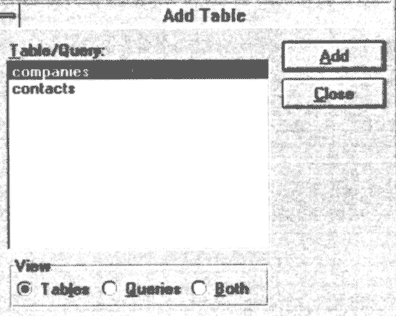 Add Table
Table/Query:
companies
contacts
Add
Close
View
Tables Queries Both